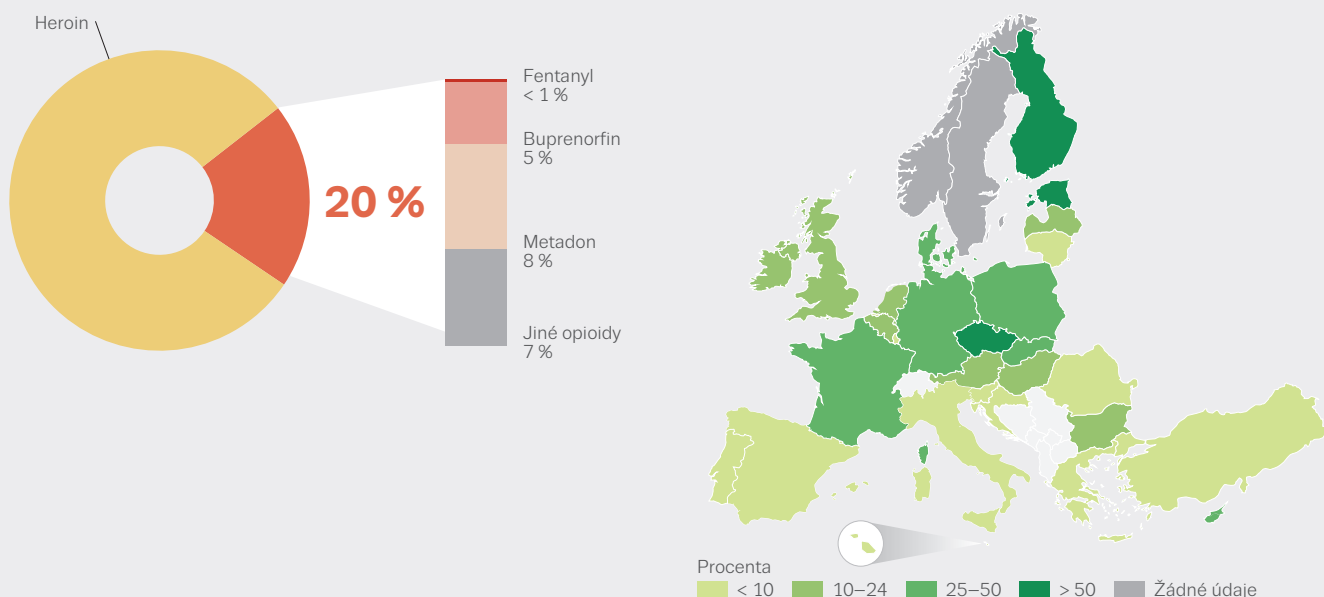 Heroin
20 %
Fentanyl
< 1 %
Buprenorfin
5 %
Metadon
8 %
Jiné opioidy
7 %
Procenta
< 10 10–24 25–50 > 50 Žádné údaje